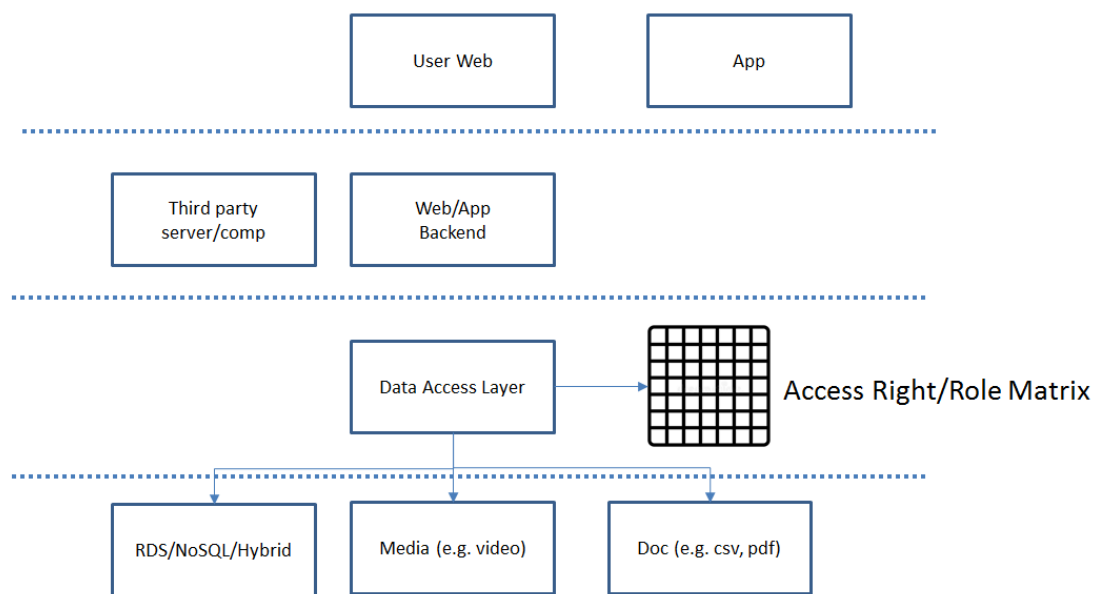 User Web
App
Third party
server/comp
Web/App
Backend
Data Access Layer
Access Right/Role Matrix
RDS/NoSQL/Hybrid
Media (e.g. video)
Doc (e.g. csv, pdf)